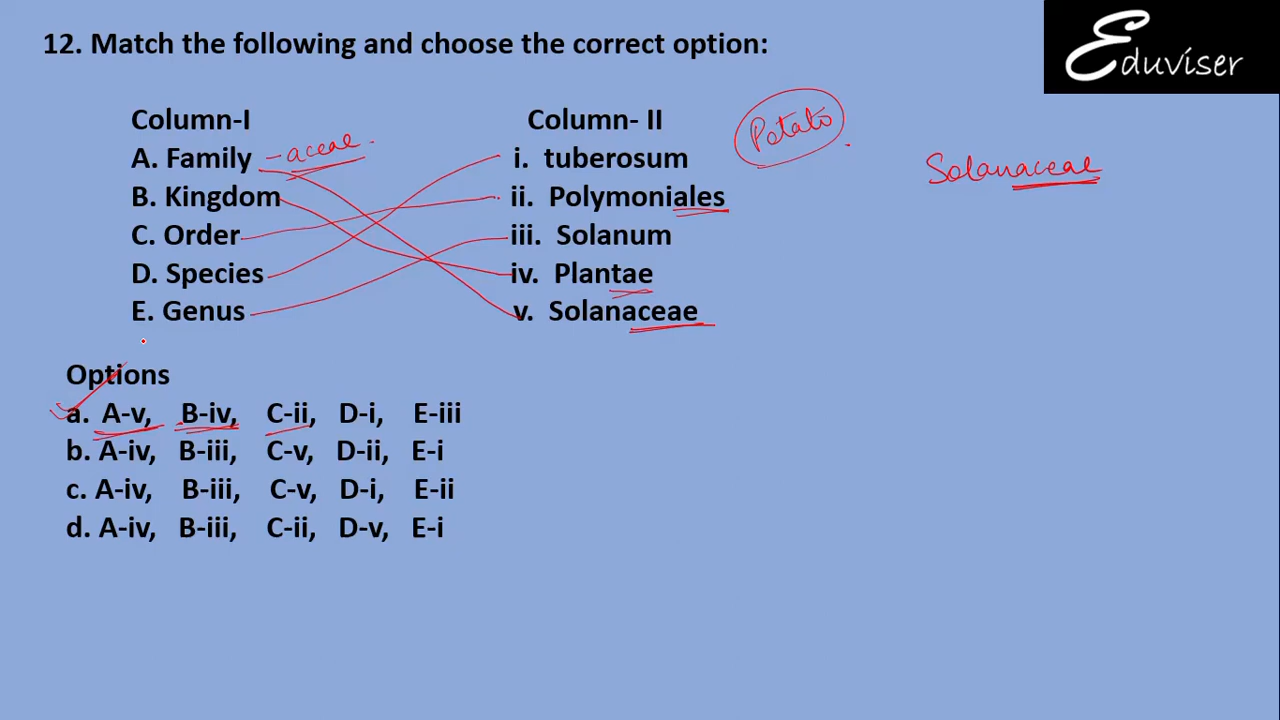 12. Match the following and choose the correct option:
Eduviser
Column-I Column- II
Potato
A. Family -aceae. i. tuberosum
Solanaceae
B. Kingdom ii. Polymoniales
C. Order iii. Solanum
D. Species iv. Plantae
E. Genus v. Solanaceae
Options
a. A-v, B-iv, C-ii, D-i, E-iii
b. A-iv, B-iii, C-v, D-ii, E-i
c. A-iv, B-iii, C-v, D-i, E-ii
d. A-iv, B-iii, C-ii, D-v, E-i